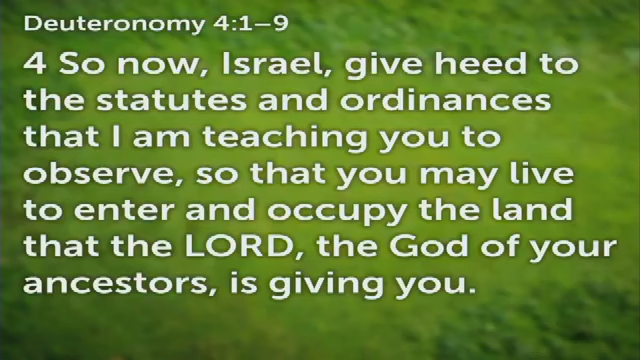 Deuteronomy 4:1–9
4 So now, Israel, give heed to
the statutes and ordinances
that I am teaching you to
observe, so that you may live
to enter and occupy the land
that the LORD, the God of your
ancestors, is giving you.